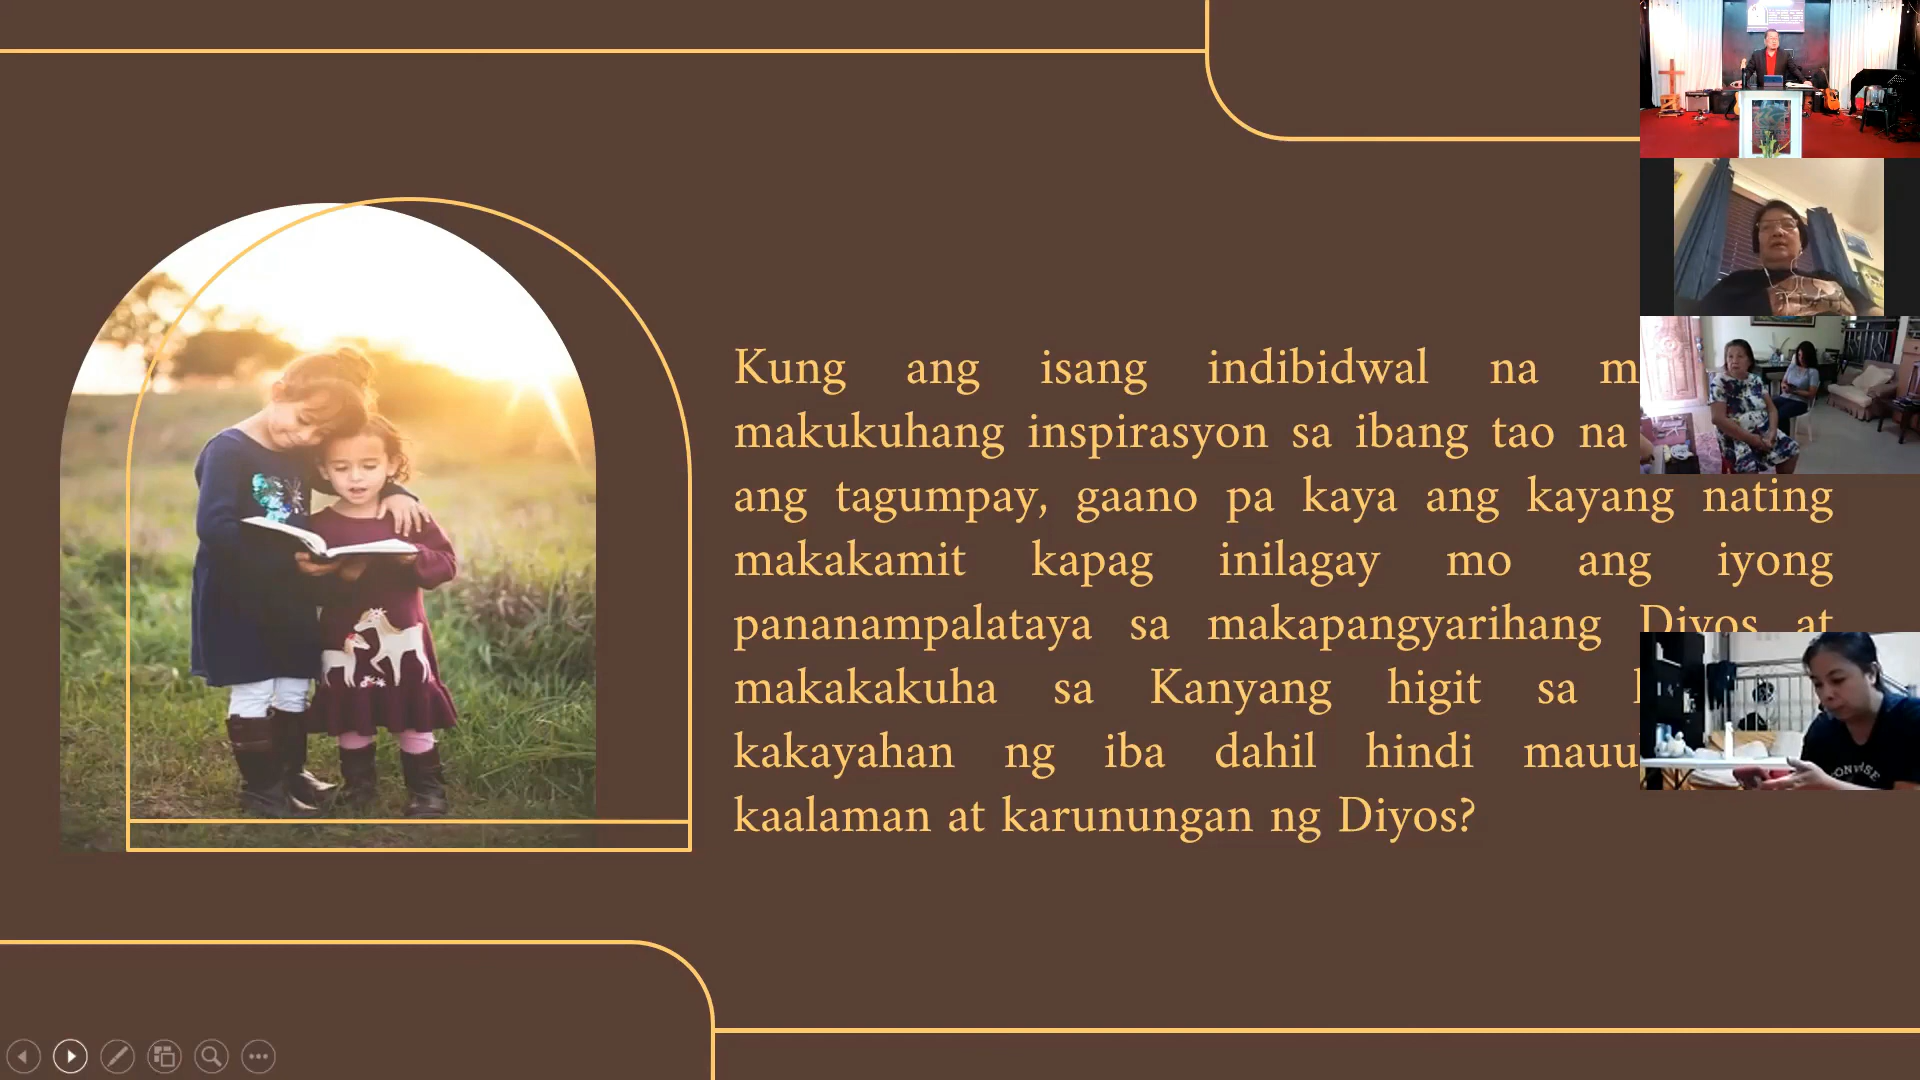 Kung ang isang indibidwal na
makukuhang inspirasyon sa ibang tao na
ang tagumpay, gaano pa kaya ang kayang nating
makakamit kapag inilagay mo ang iyong
pananampalataya sa makapangyarihang Diyos at
makakakuha sa Kanyang higit sa
kakayahan ng iba dahil hindi
kaalaman at karunungan ng Diyos?